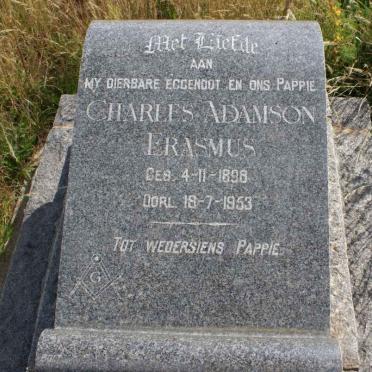 Met Liefde
AAN
MY DIERBARE EGGENOOT EN ONS PAPPIE
CHARLES ADAMSON
ERASMUS
GEB. 4-11-1898
OORL. 18-7-1953
TOT WEDERSIENS PAPPIE
G